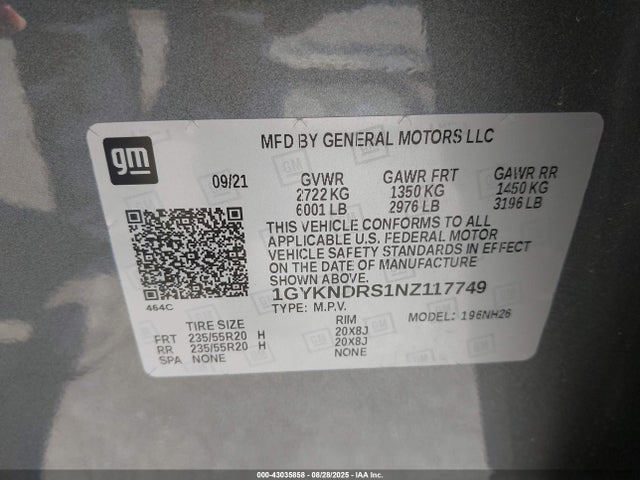 gm
MFD BY GENERAL MOTORS LLC
09/21 GVWR GAWR FRT GAWR RR
2722 KG 1350 KG 1450 KG
6001 LB 2976 LB 3196 LB
THIS VEHICLE CONFORMS TO ALL
APPLICABLE U.S. FEDERAL MOTOR
VEHICLE SAFETY STANDARDS IN EFFECT
ON THE DATE OF MANUFACTURE
SHOWN ABOVE.
464C 1GYKNDRS1NZ117749
TYPE: M.P.V. MODEL: 196NH26
TIRE SIZE RIM
FRT 235/55R20 H 20X8J
RR 235/55R20 H 20X8J
SPA NONE NONE
000-43035858 - 08/28/2025 - IAA Inc.